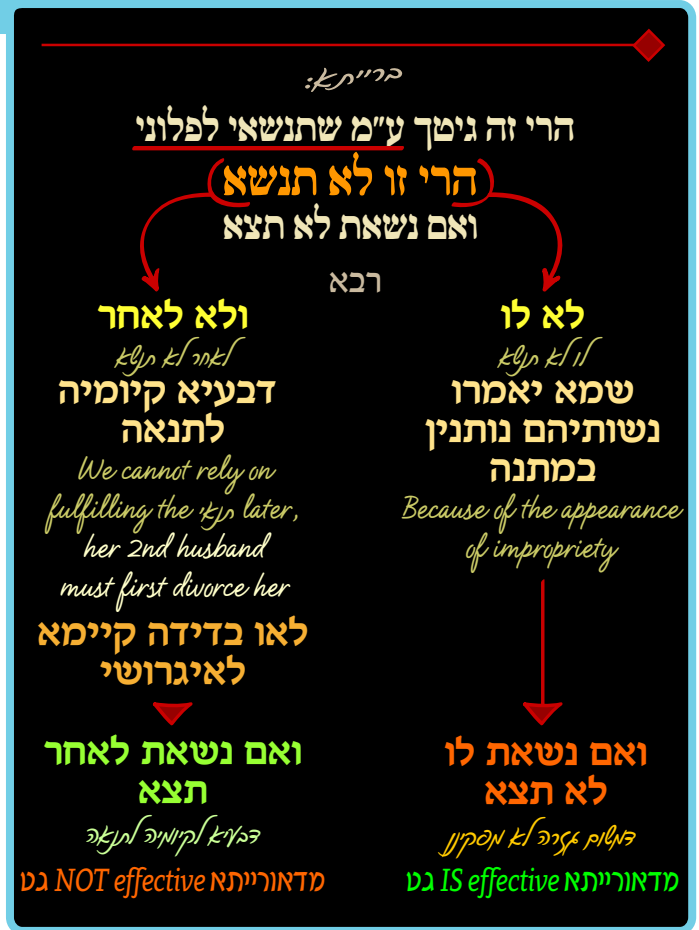 ברייתא:
הרי זה גיטך ע"מ שתנשאי לפלוני
(הרי זו לא תנשא)
ואם נשאת לא תצא
רבא
לא לו
לו לא תנשא
שמא יאמרו
נשותיהם נותנין
במתנה
Because of the appearance
of impropriety
ואם נשאת לו
לא תצא
דמשום גזרה לא מפקינן
מדאורייתא IS effective גט
ולא לאחר
לאחר לא תנשא
דבעיא קיומיה
לתנאה
We cannot rely on
fulfilling the תנאי later,
her 2nd husband
must first divorce her
לאו בדידה קיימא
לאיגרושי
ואם נשאת לאחר
תצא
דבעיא לקיומיה לתנאה
מדאורייתא NOT effective גט